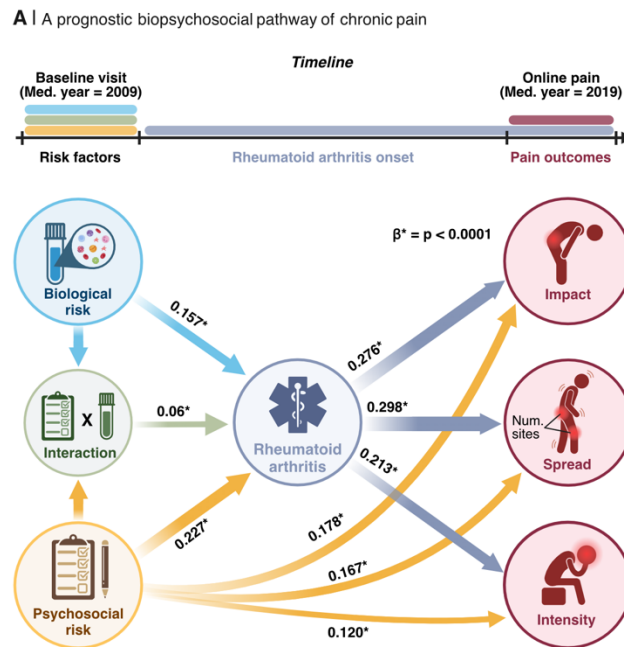 A | A prognostic biopsychosocial pathway of chronic pain
Timeline
Baseline visit
(Med. year = 2009)
Online pain
(Med. year = 2019)
Risk factors
Rheumatoid arthritis onset
Pain outcomes
β* = p < 0.0001
Biological
risk
Impact
0.157*
0.276*
X
Interaction
0.06*
Rheumatoid
arthritis
0.298*
Num.
sites
Spread
0.213*
0.227*
0.178*
0.167*
Psychosocial
risk
0.120*
Intensity